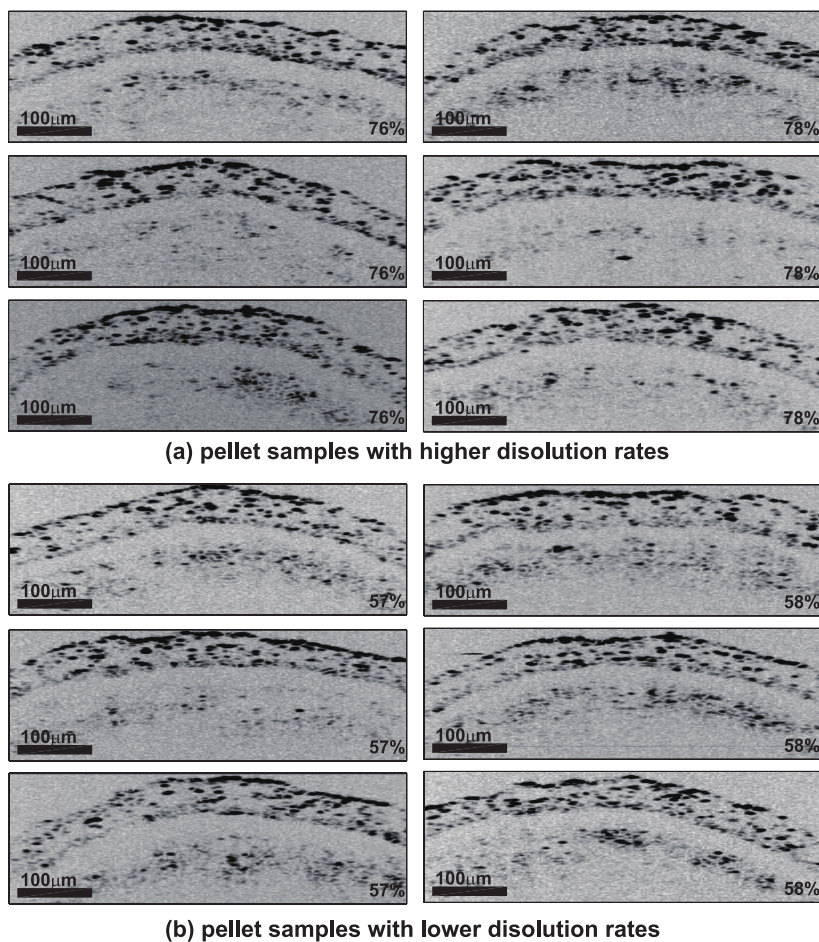 100µm
76%
100µm
78%
100µm
76%
100µm
78%
100µm
76%
100µm
78%
(a) pellet samples with higher disolution rates
100µm
57%
100µm
58%
100µm
57%
100µm
58%
100µm
57%
100µm
58%
(b) pellet samples with lower disolution rates